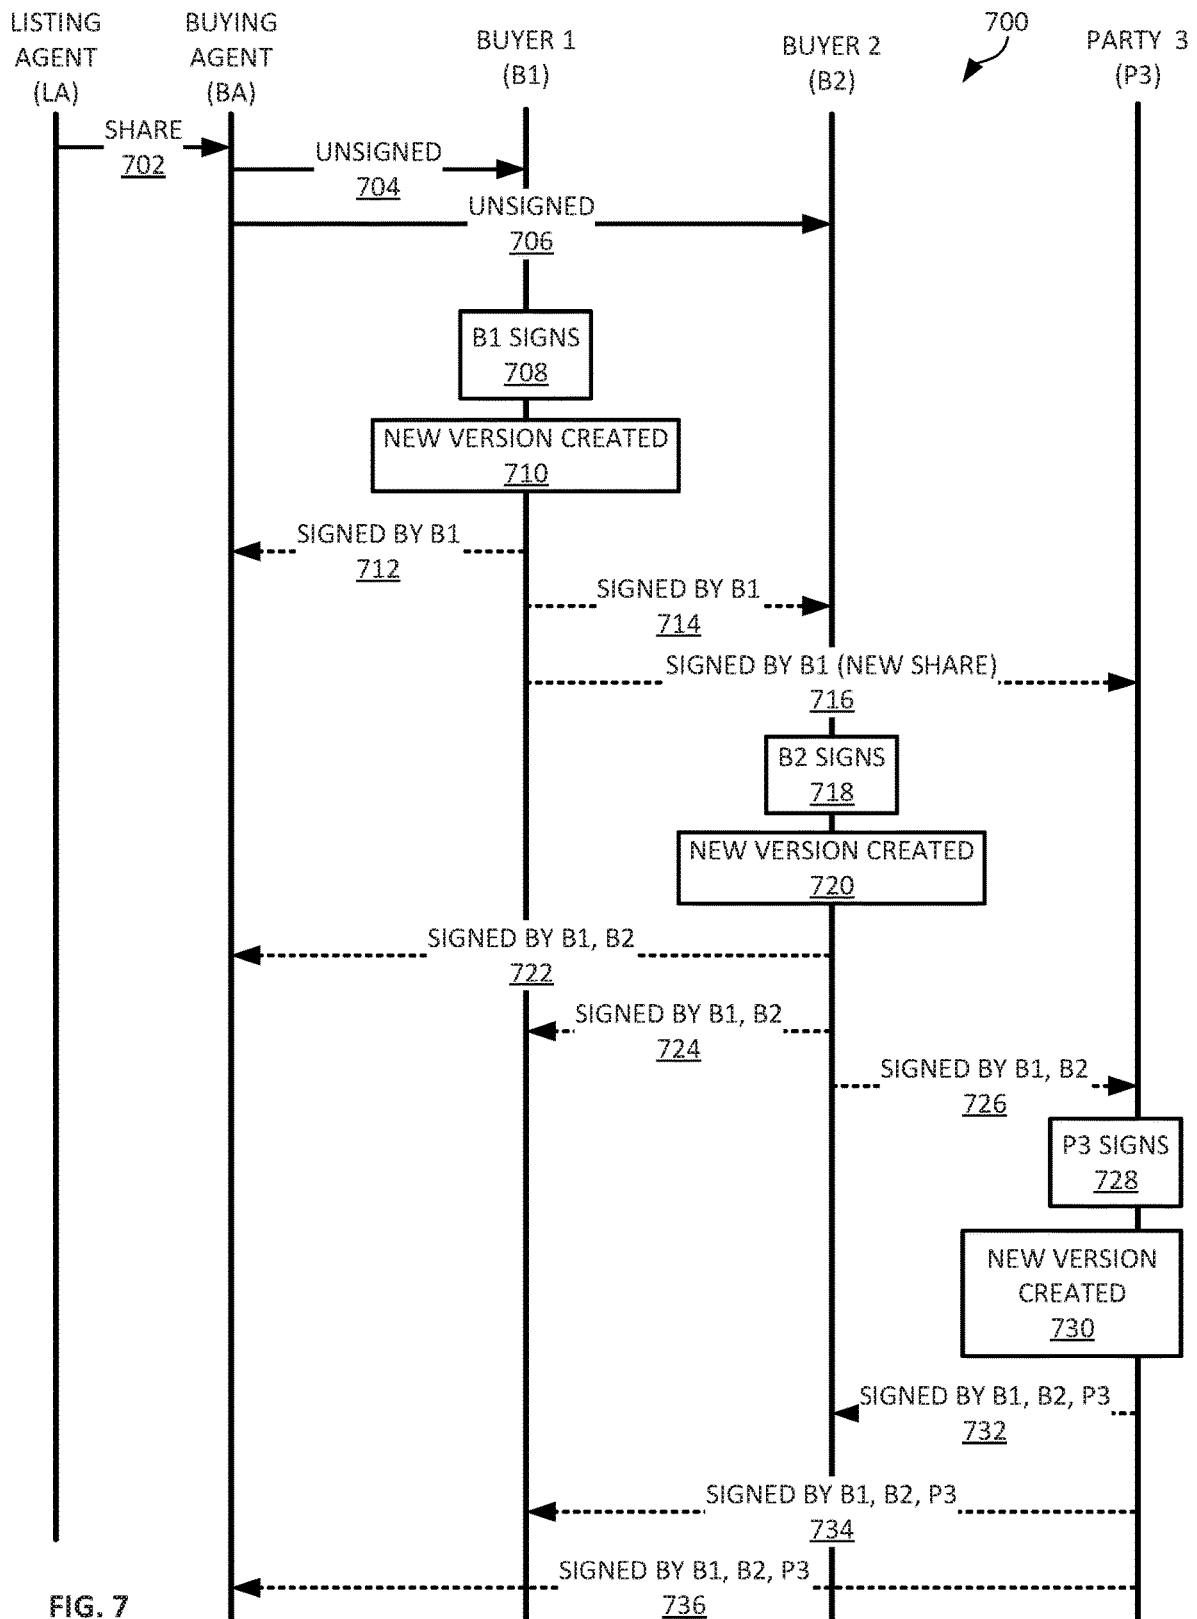 LISTING
AGENT
(LA)
BUYING
AGENT
(BA)
BUYER 1
(B1)
BUYER 2
(B2)
700
PARTY 3
(P3)
SHARE
702
UNSIGNED
704
UNSIGNED
706
B1 SIGNS
708
NEW VERSION CREATED
710
SIGNED BY B1
712
SIGNED BY B1
714
SIGNED BY B1 (NEW SHARE)
716
B2 SIGNS
718
NEW VERSION CREATED
720
SIGNED BY B1, B2
722
SIGNED BY B1, B2
724
SIGNED BY B1, B2
726
P3 SIGNS
728
NEW VERSION
CREATED
730
SIGNED BY B1, B2, P3
732
SIGNED BY B1, B2, P3
734
SIGNED BY B1, B2, P3
736
FIG. 7